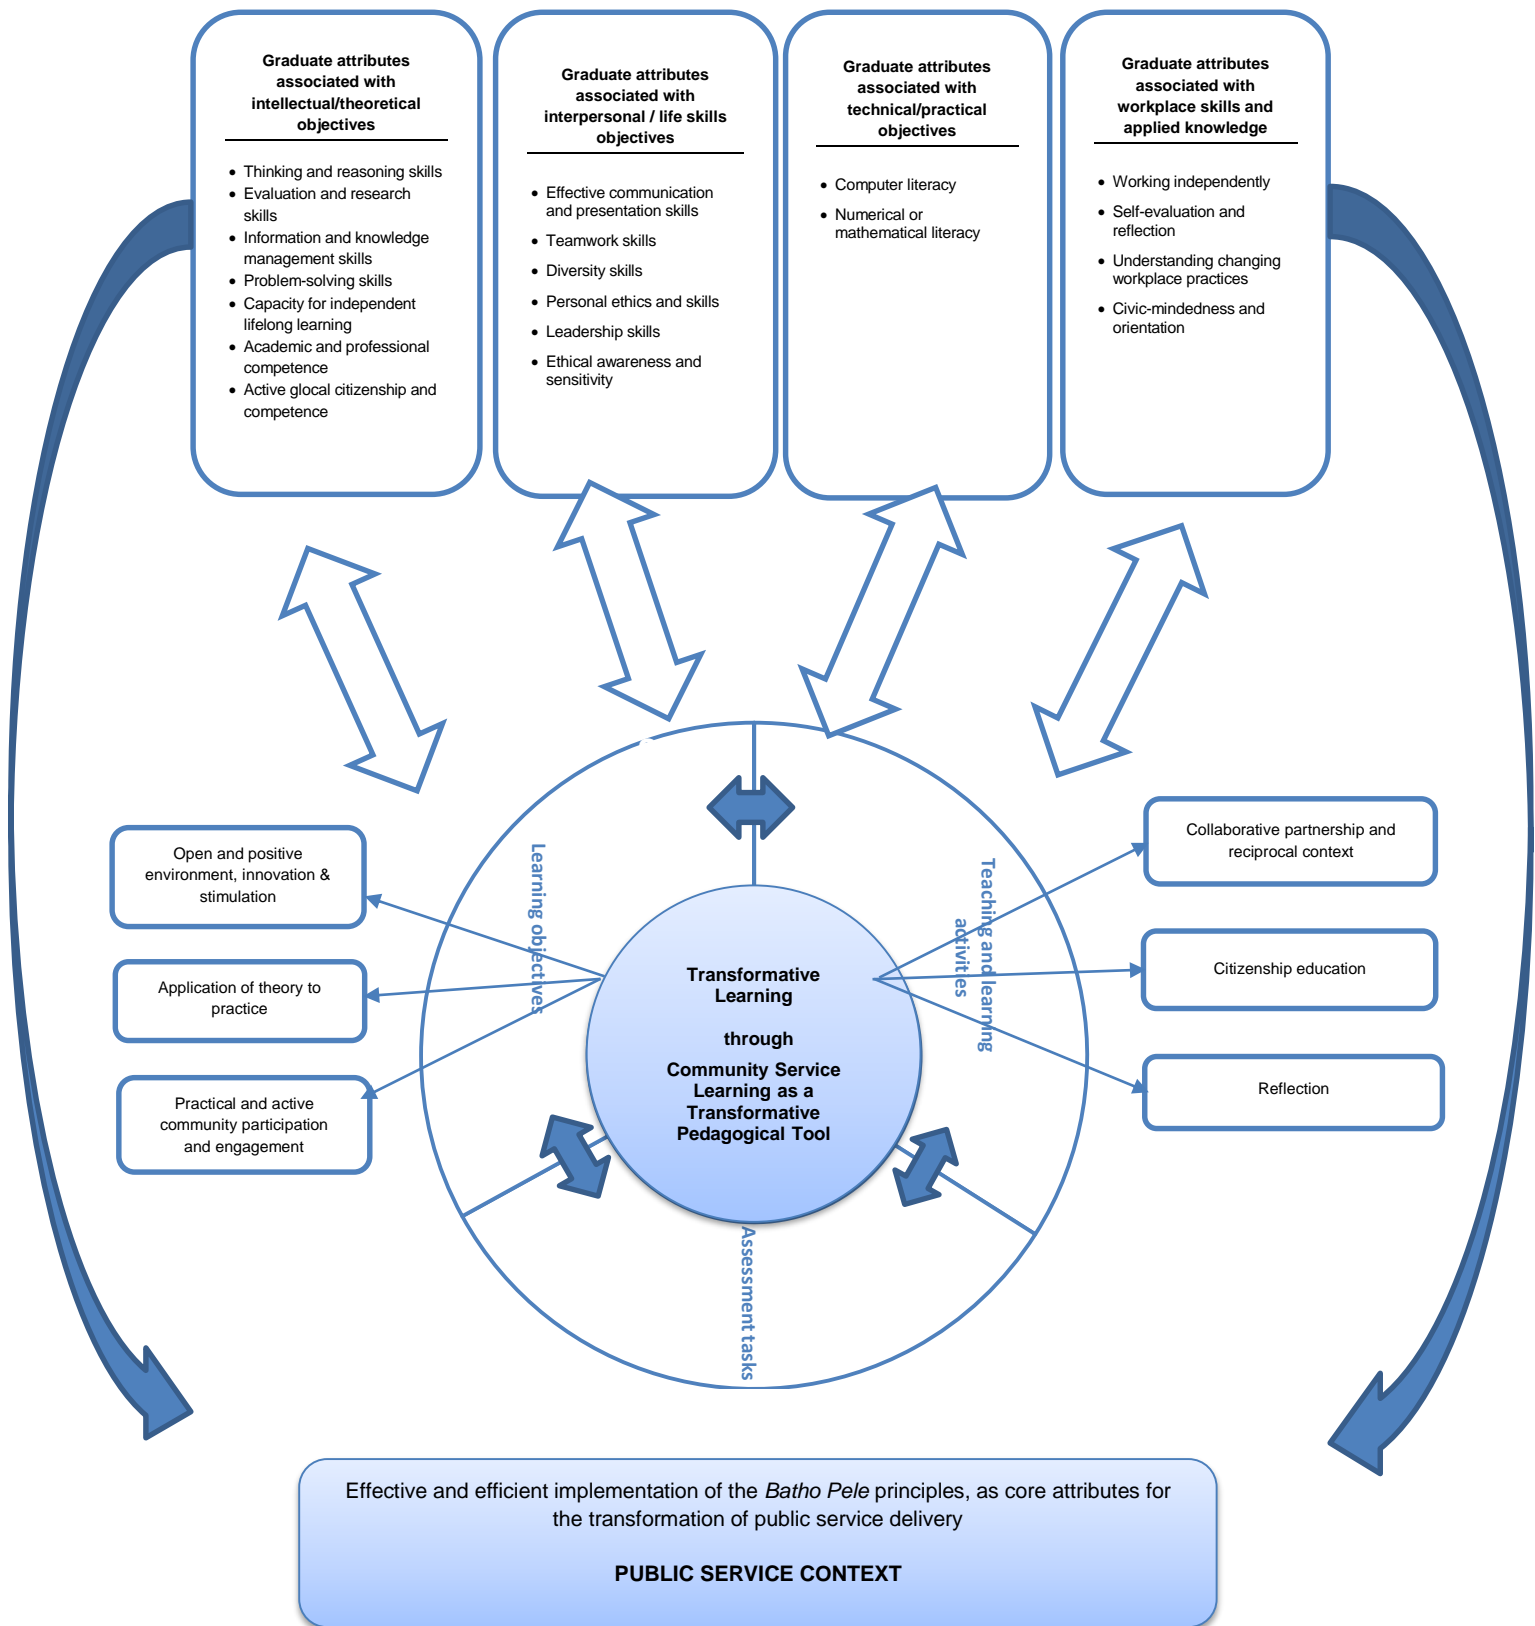 Graduate attributes
associated with
intellectual/theoretical
objectives
• Thinking and reasoning skills
• Evaluation and research
skills
• Information and knowledge
management skills
• Problem-solving skills
• Capacity for independent
lifelong learning
• Academic and professional
competence
• Active glocal citizenship and
competence
Graduate attributes
associated with
interpersonal / life skills
objectives
• Effective communication
and presentation skills
• Teamwork skills
• Diversity skills
• Personal ethics and skills
• Leadership skills
• Ethical awareness and
sensitivity
Graduate attributes
associated with
technical/practical
objectives
• Computer literacy
• Numerical or
mathematical literacy
Graduate attributes
associated with
workplace skills and
applied knowledge
• Working independently
• Self-evaluation and
reflection
• Understanding changing
workplace practices
• Civic-mindedness and
orientation
Open and positive
environment, innovation &
stimulation
Application of theory to
practice
Practical and active
community participation
and engagement
Learning objectives
Transformative
Learning
through
Community Service
Learning as a
Transformative
Pedagogical Tool
Teaching and learning
activities
Assessment tasks
Collaborative partnership and
reciprocal context
Citizenship education
Reflection
Effective and efficient implementation of the Batho Pele principles, as core attributes for
the transformation of public service delivery
PUBLIC SERVICE CONTEXT